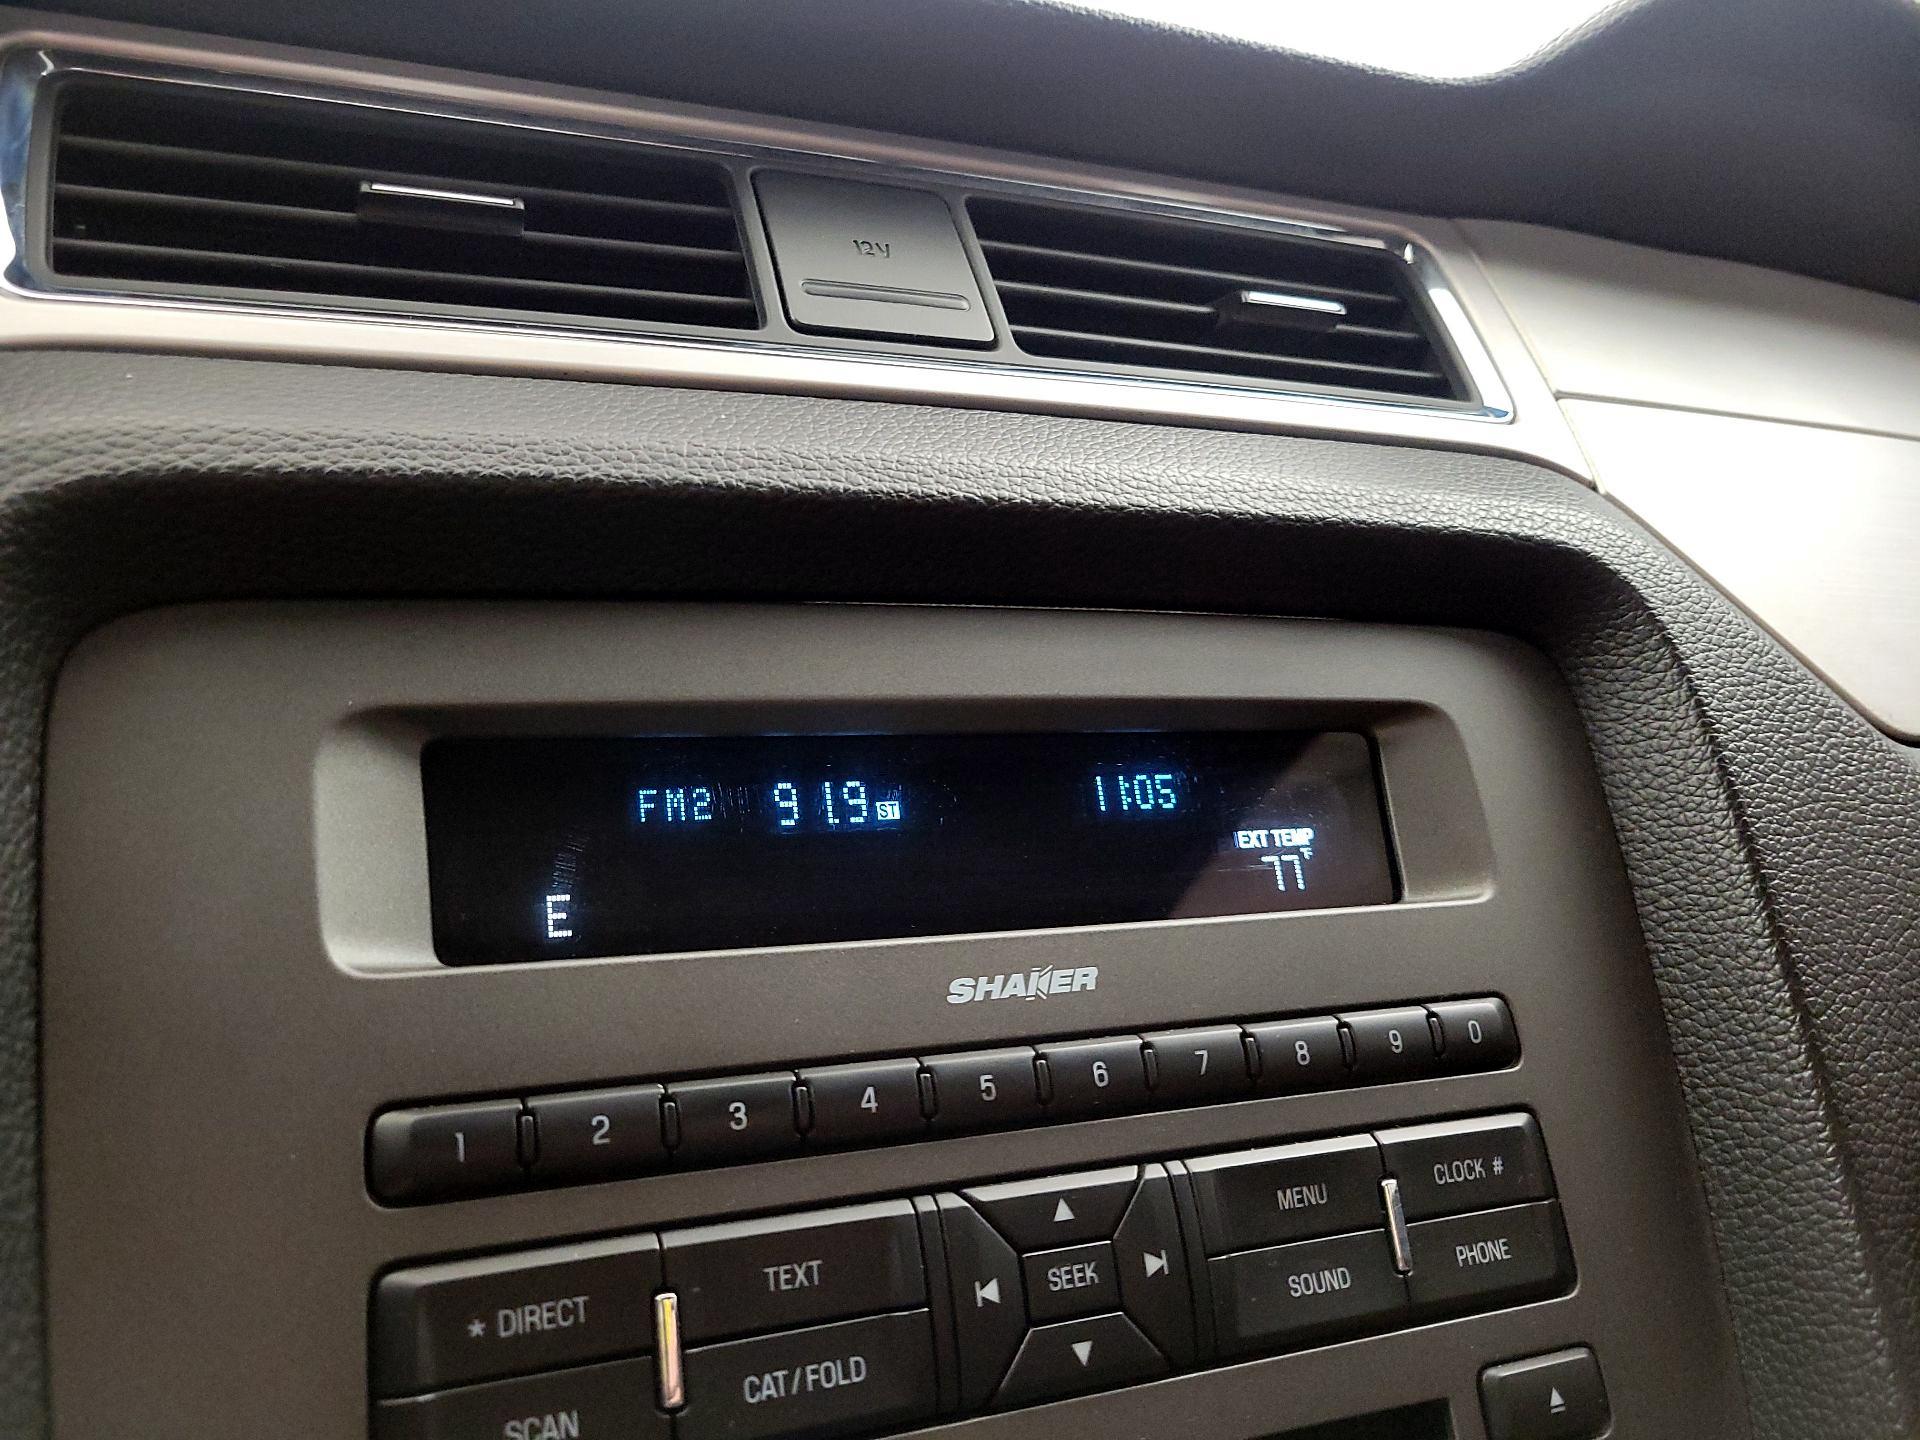 12V
FM2 91.9 ST 11:05
EXT TEMP
77°F
E
SHAKER
1 2 3 4 5 6 7 8 9 0
* DIRECT TEXT SEEK MENU CLOCK #
SCAN CAT/FOLD SOUND PHONE